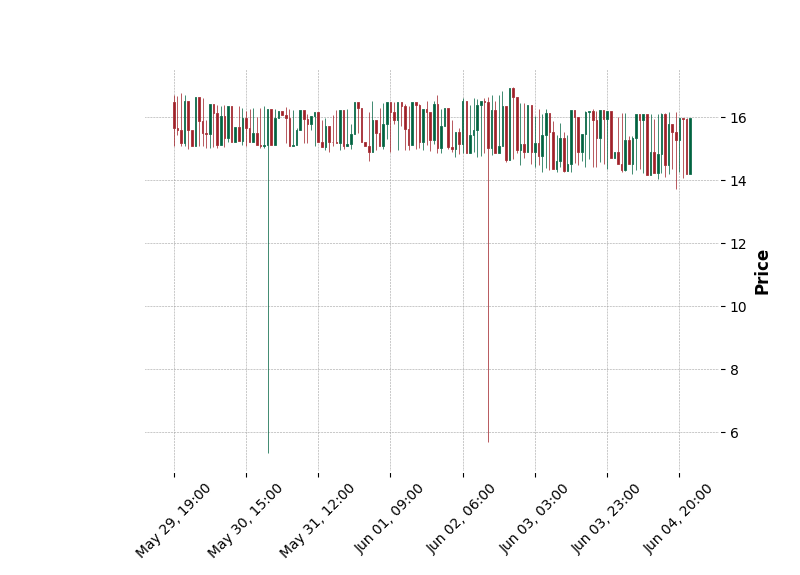 16
14
12
10
8
6
Price
May 29, 19:00
May 30, 15:00
May 31, 12:00
Jun 01, 09:00
Jun 02, 06:00
Jun 03, 03:00
Jun 03, 23:00
Jun 04, 20:00